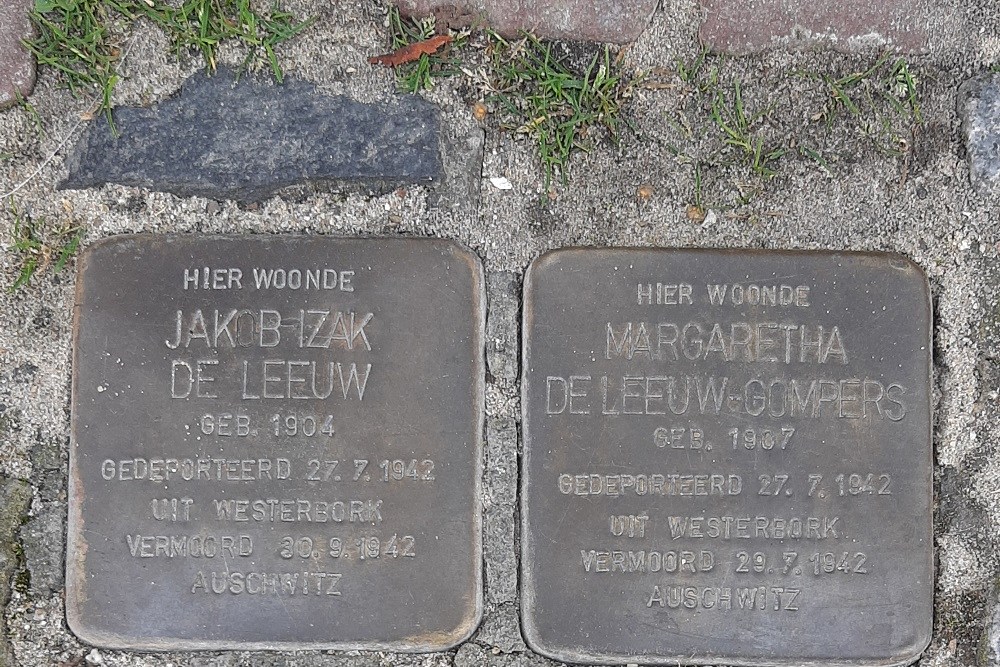 HIER WOONDE
JAKOB-IZAK
DE LEEUW
GEB. 1904
GEDEPORTEERD 27. 7. 1942
UIT WESTERBORK
VERMOORD 30. 9. 1942
AUSCHWITZ
HIER WOONDE
MARGARETHA
DE LEEUW-GOMPERS
GEB. 1907
GEDEPORTEERD 27. 7. 1942
UIT WESTERBORK
VERMOORD 29. 7. 1942
AUSCHWITZ